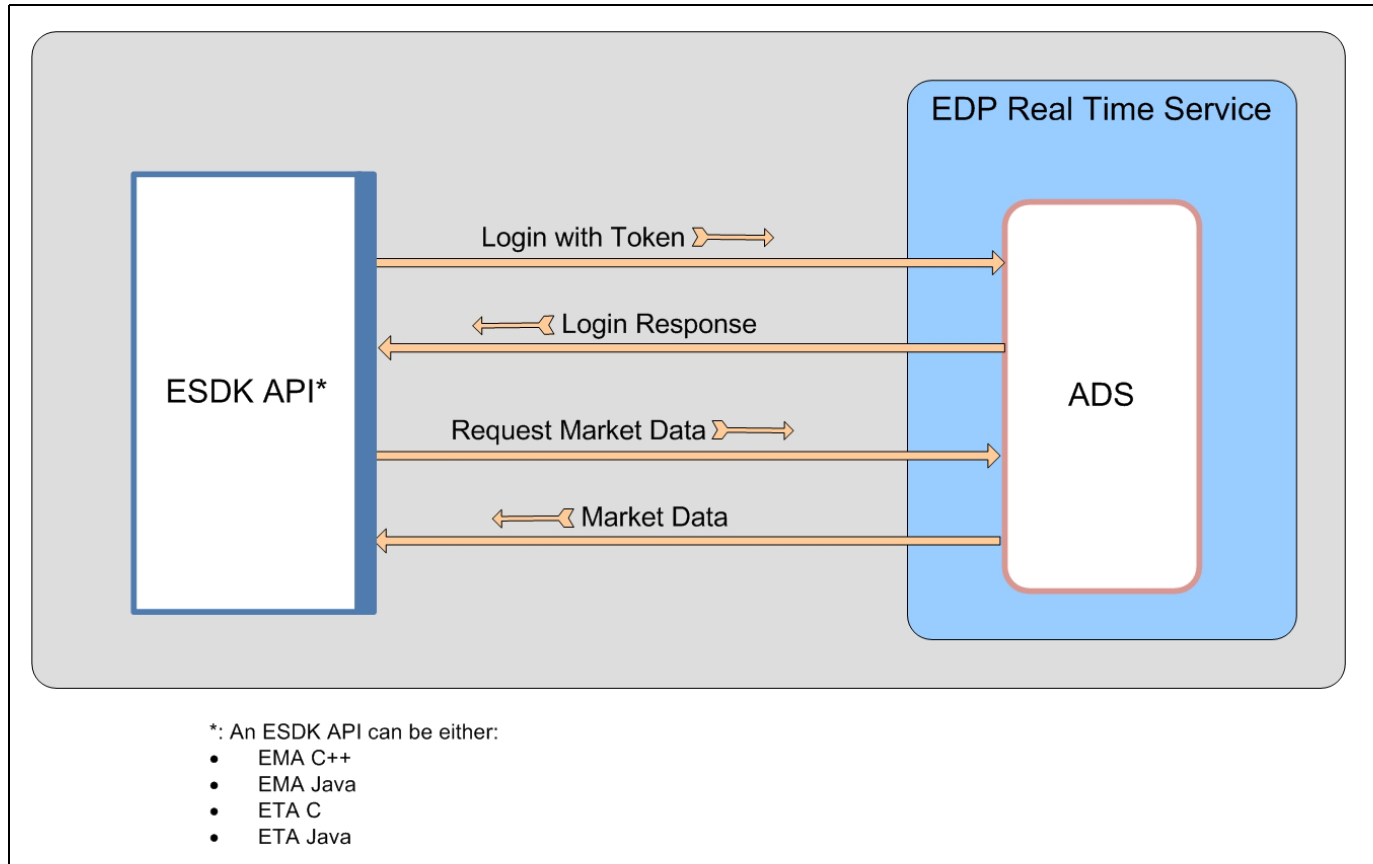 EDP Real Time Service
Login with Token
Login Response
ESDK API*
ADS
Request Market Data
Market Data
*: An ESDK API can be either:
• EMA C++
• EMA Java
• ETA C
• ETA Java